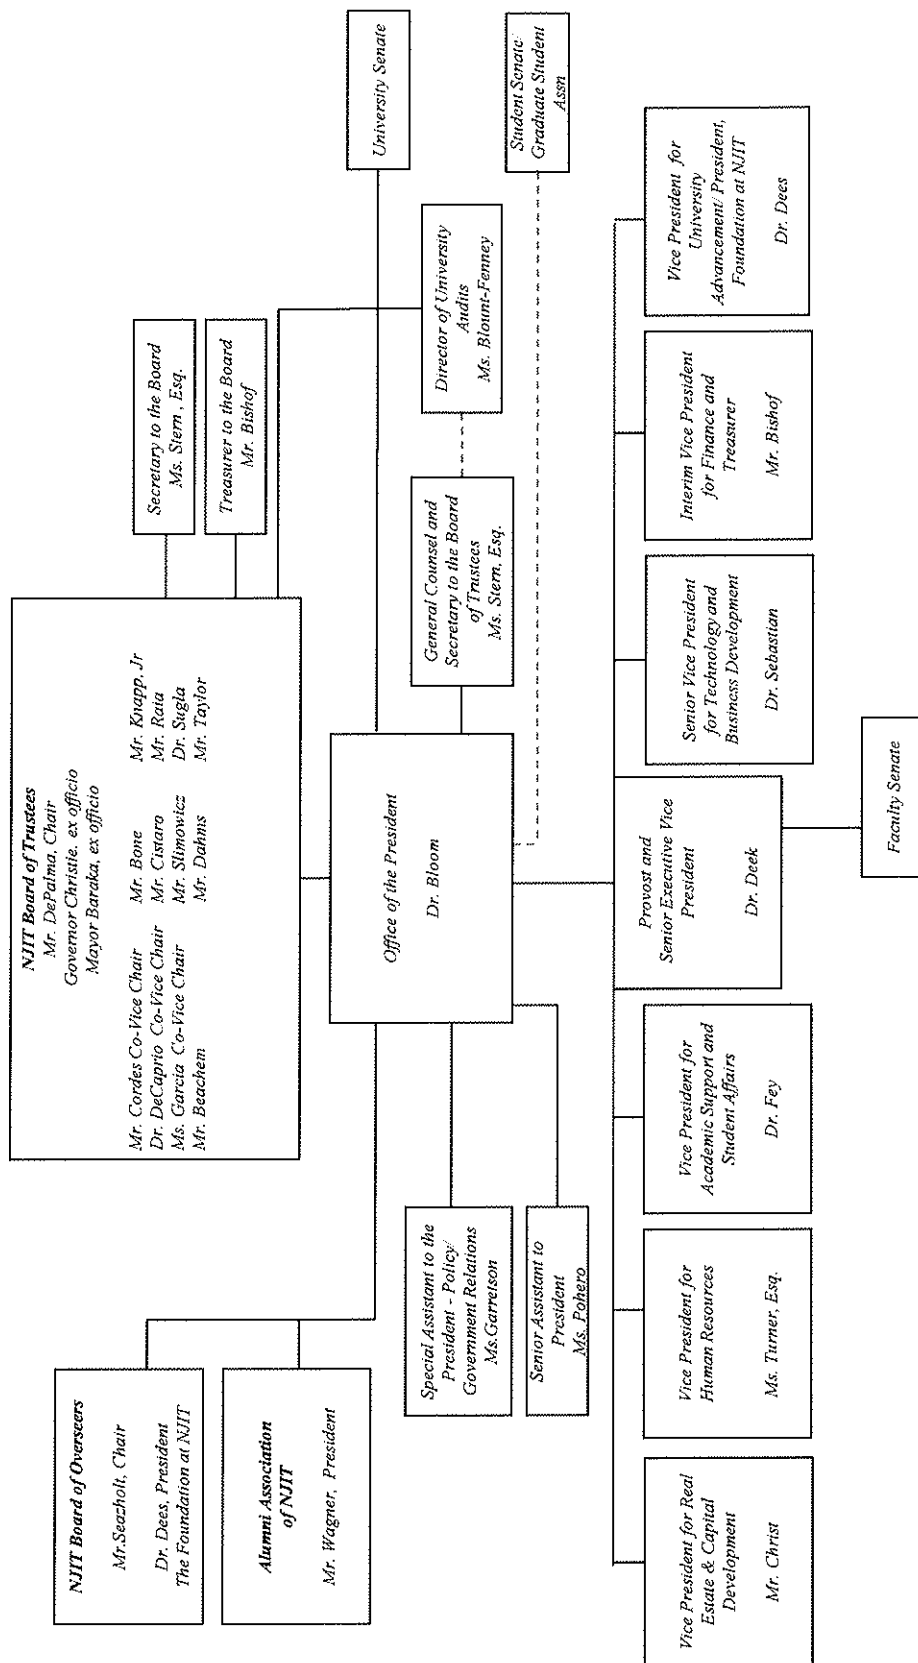 NJIT Board of Trustees
Mr. DePalma, Chair
Governor Christie. ex officio
Mayor Baraka, ex officio
Mr. Cordes Co-Vice Chair
Dr. DeCaprio Co-Vice Chair
Ms. Garcia Co-Vice Chair
Mr. Beachem
Mr. Bone
Mr. Cistaro
Mr. Slimowicz
Mr. Dahms
Mr. Knapp, Jr
Mr. Raia
Dr. Sugla
Mr. Taylor
Secretary to the Board
Ms. Stern, Esq.
Treasurer to the Board
Mr. Bishof
NJIT Board of Overseers
Mr.Seazholt, Chair
Dr. Dees, President
The Foundation at NJIT
Alumni Association
of NJIT
Mr. Wagner, President
University Senate
Office of the President
Dr. Bloom
Director of University
Audits
Ms. Blount-Fenney
General Counsel and
Secretary to the Board
of Trustees
Ms. Stern, Esq.
Student Senate/
Graduate Student
Assn
Special Assistant to the
President - Policy/
Government Relations
Ms.Garretson
Senior Assistant to
President
Ms. Pohero
Vice President for Real
Estate & Capital
Development
Mr. Christ
Vice President for
Human Resources
Ms. Turner, Esq.
Vice President for
Academic Support and
Student Affairs
Dr. Fey
Provost and
Senior Executive Vice
President
Dr. Deek
Senior Vice President
for Technology and
Business Development
Dr. Sebastian
Interim Vice President
for Finance and
Treasurer
Mr. Bishof
Vice President for
University
Advancement/ President,
Foundation at NJIT
Dr. Dees
Faculty Senate